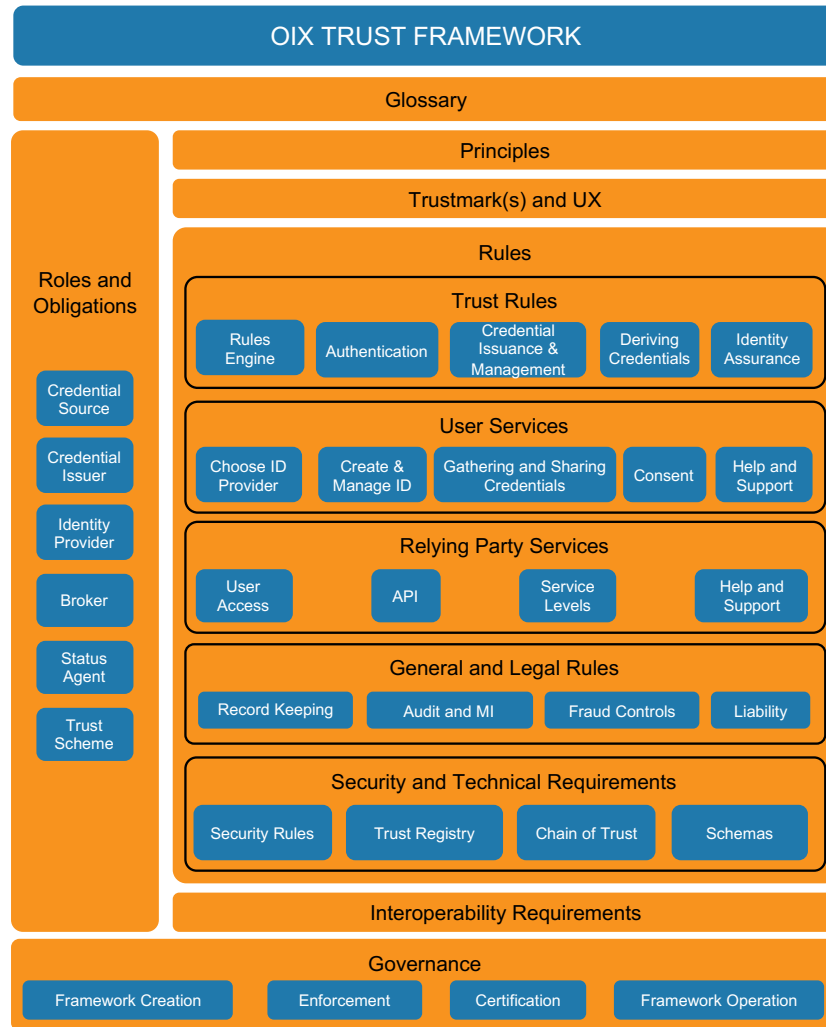 OIX TRUST FRAMEWORK
Glossary
Roles and
Obligations
Credential
Source
Credential
Issuer
Identity
Provider
Broker
Status
Agent
Trust
Scheme
Principles
Trustmark(s) and UX
Rules
Trust Rules
Rules
Engine
Authentication
Credential
Issuance &
Management
Deriving
Credentials
Identity
Assurance
User Services
Choose ID
Provider
Create &
Manage ID
Gathering and Sharing
Credentials
Consent
Help and
Support
Relying Party Services
User
Access
API
Service
Levels
Help and
Support
General and Legal Rules
Record Keeping
Audit and MI
Fraud Controls
Liability
Security and Technical Requirements
Security Rules
Trust Registry
Chain of Trust
Schemas
Interoperability Requirements
Governance
Framework Creation
Enforcement
Certification
Framework Operation